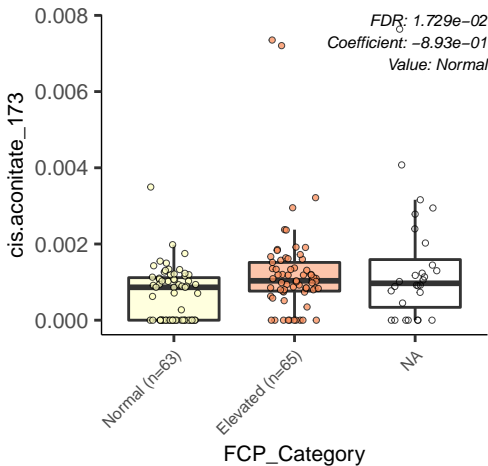 FDR: 1.729e−02
Coefficient: −8.93e−01
Value: Normal
cis.aconitate_173
0.008
0.006
0.004
0.002
0.000
Normal (n=63)
Elevated (n=65)
NA
FCP_Category